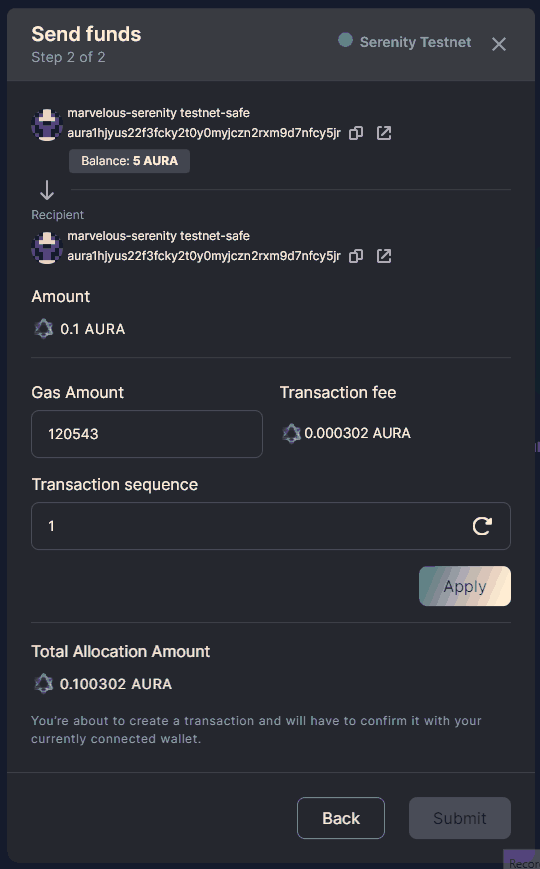 Send funds
Step 2 of 2
Serenity Testnet
marvelous-serenity testnet-safe
aura1hjyus22f3fcky2t0y0myjczn2rxm9d7nfcy5jr
Balance: 5 AURA
Recipient
marvelous-serenity testnet-safe
aura1hjyus22f3fcky2t0y0myjczn2rxm9d7nfcy5jr
Amount
0.1 AURA
Gas Amount
Transaction fee
120543
0.000302 AURA
Transaction sequence
1
Apply
Total Allocation Amount
0.100302 AURA
You're about to create a transaction and will have to confirm it with your
currently connected wallet.
Back
Submit